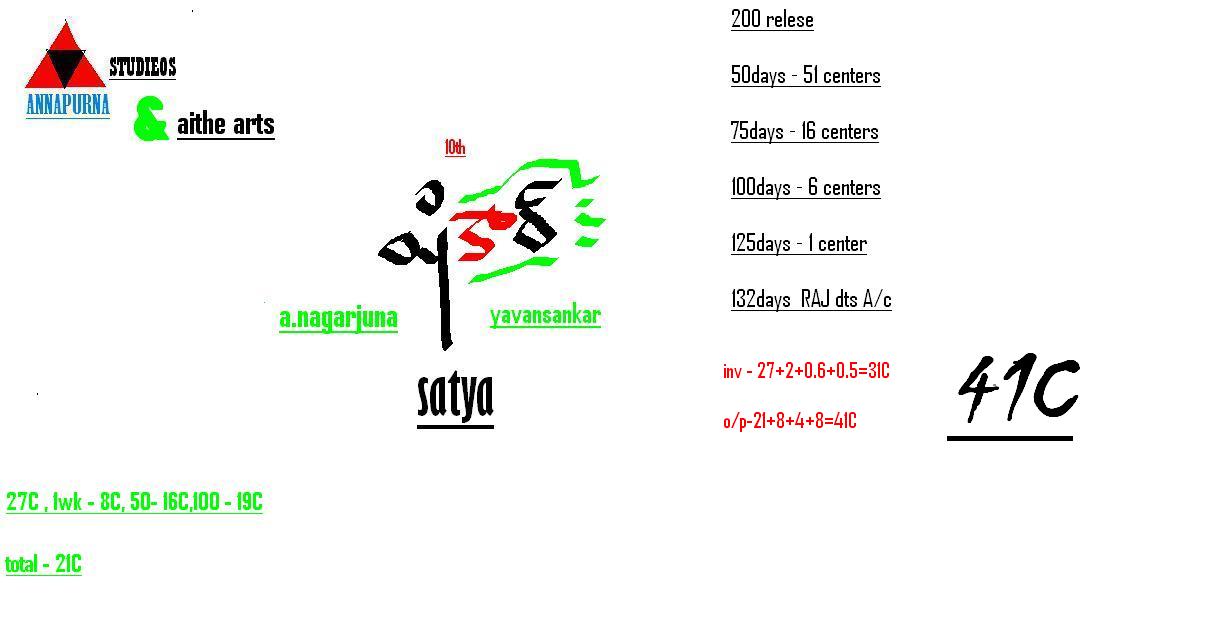 STUDIEOS
ANNAPURNA
& aithe arts
10th
a.nagarjuna
yavansankar
satya
27C , 1wk - 8C, 50- 16C,100 - 19C
total - 21C
200 relese
50days - 51 centers
75days - 16 centers
100days - 6 centers
125days - 1 center
132days RAJ dts A/c
inv - 27+2+0.6+0.5=31C
o/p-21+8+4+8=41C
41C